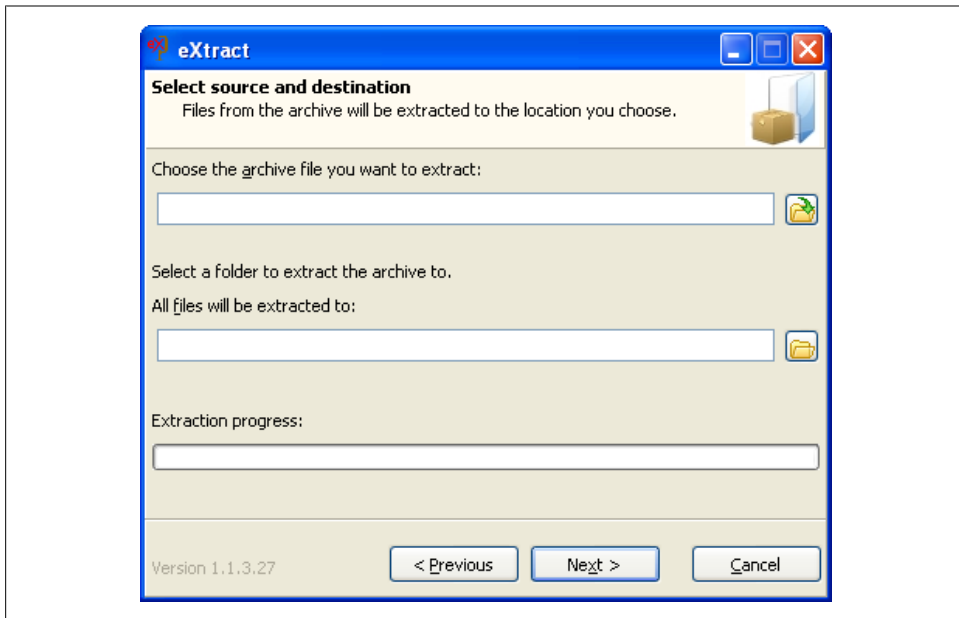 eXtract
Select source and destination
Files from the archive will be extracted to the location you choose.
Choose the archive file you want to extract:
Select a folder to extract the archive to.
All files will be extracted to:
Extraction progress:
Version 1.1.3.27
< Previous
Next >
Cancel